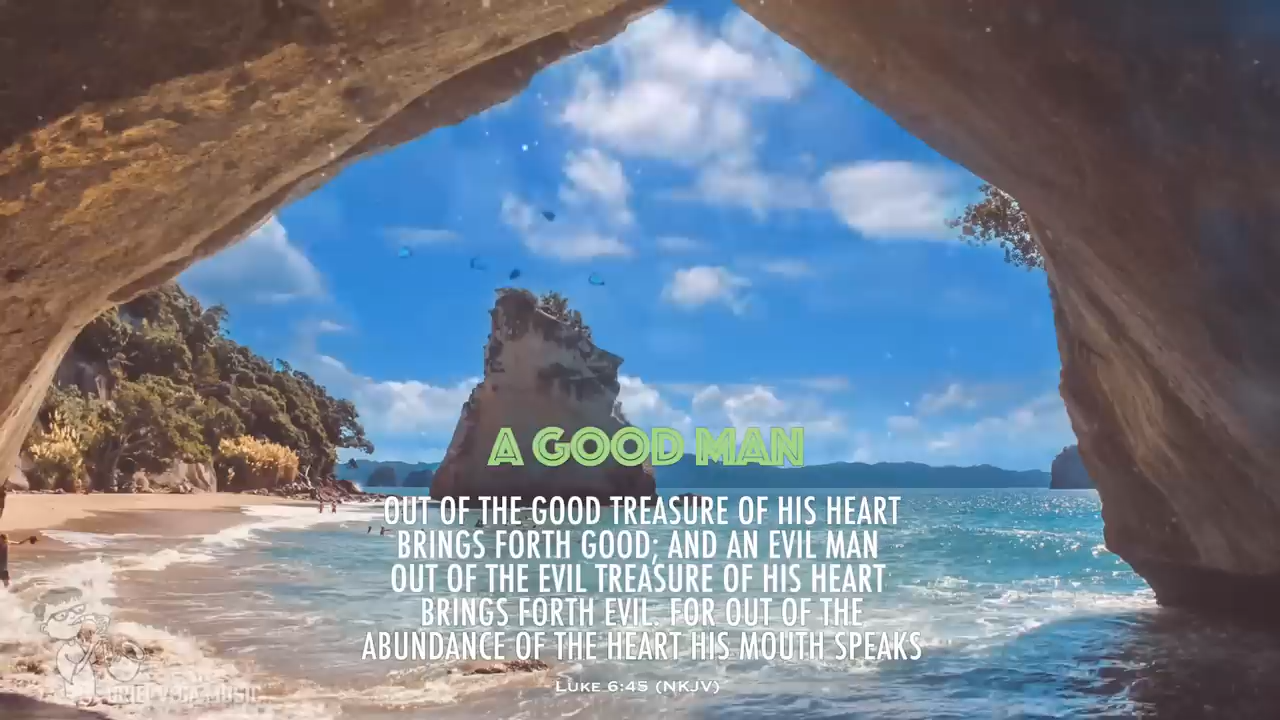 A GOOD MAN
OUT OF THE GOOD TREASURE OF HIS HEART
BRINGS FORTH GOOD; AND AN EVIL MAN
OUT OF THE EVIL TREASURE OF HIS HEART
BRINGS FORTH EVIL. FOR OUT OF THE
ABUNDANCE OF THE HEART HIS MOUTH SPEAKS
LUKE 6:45 (NKJV)